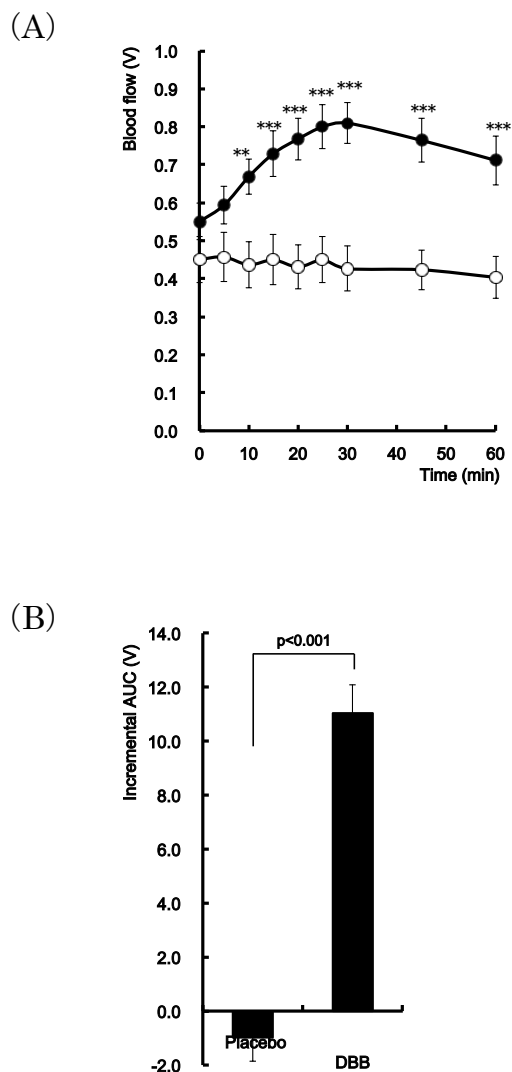 (A)
Blood flow (V)
1.0
0.9
0.8
0.7
0.6
0.5
0.4
0.3
0.2
0.1
0.0
** *** *** *** *** *** ***
0 10 20 30 40 50 60
Time (min)
(B)
Incremental AUC (V)
14.0
12.0
10.0
8.0
6.0
4.0
2.0
0.0
-2.0
p<0.001
Placebo
DBB